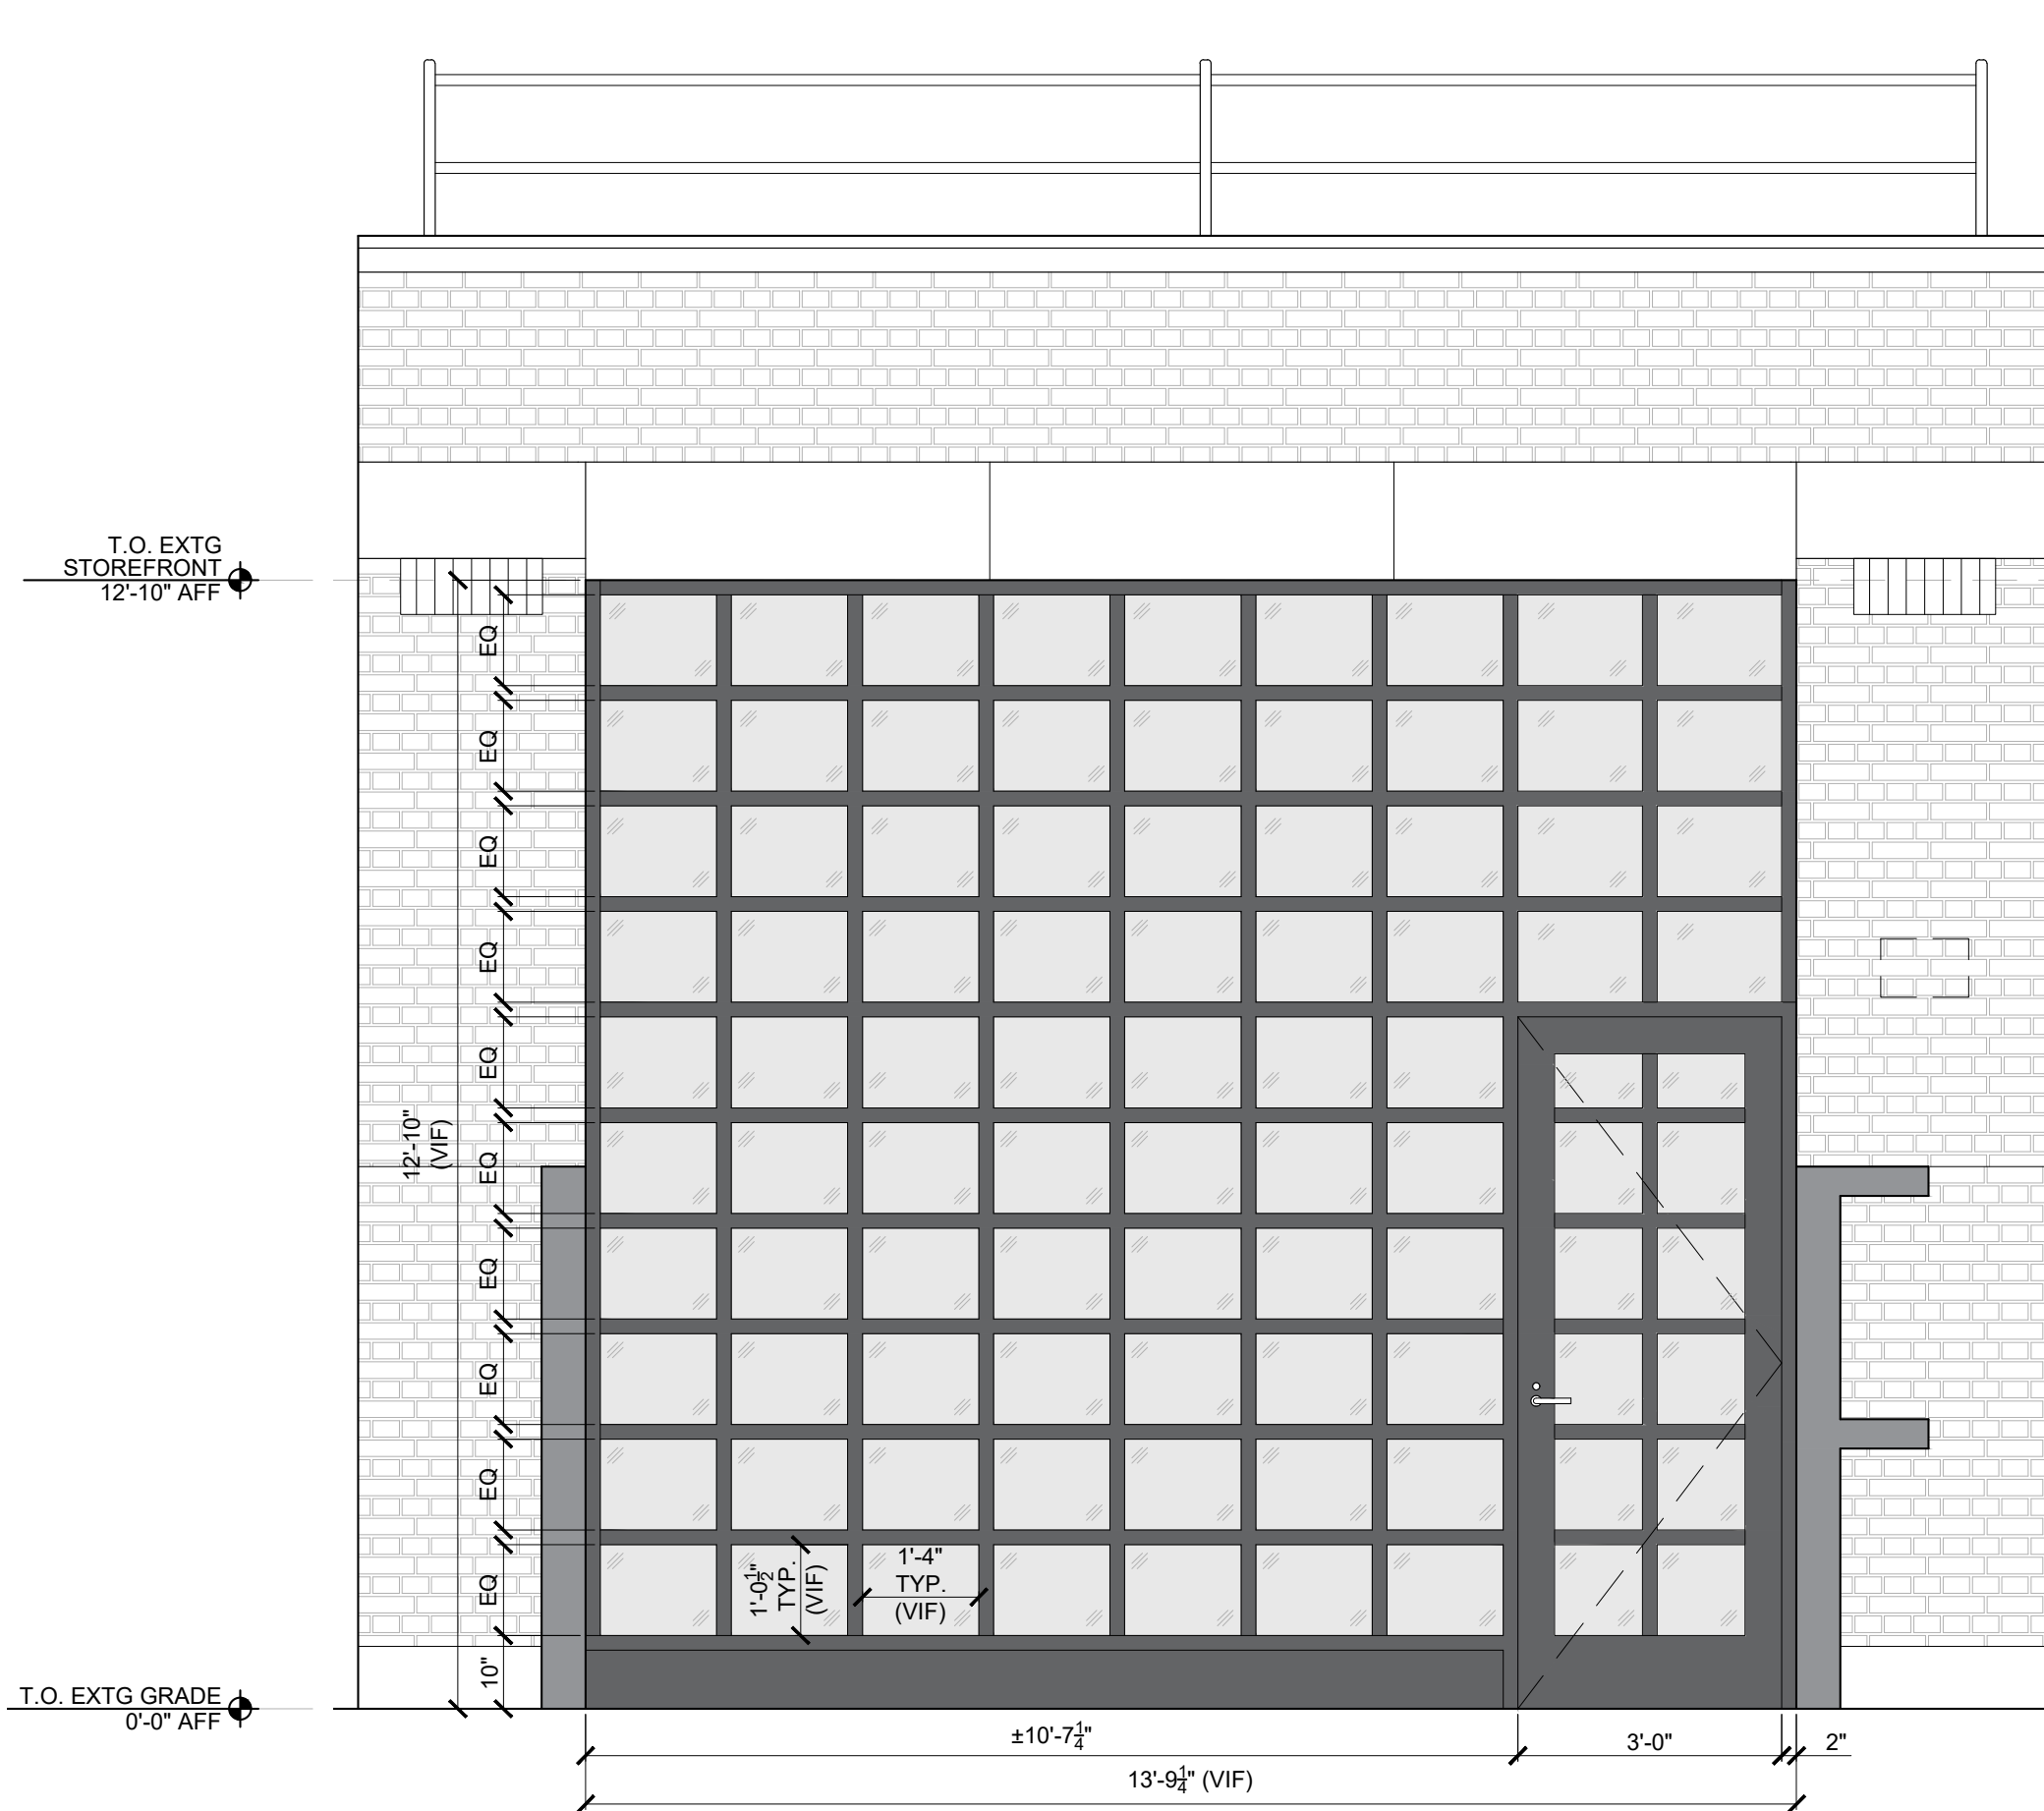 T.O. EXTG
STOREFRONT
12'-10" AFF
EQ
EQ
EQ
EQ
EQ
12'-10"
(VIF)
EQ
EQ
EQ
EQ
EQ
1'-0½"
TYP.
(VIF)
1'-4"
TYP.
(VIF)
10"
T.O. EXTG GRADE
0'-0" AFF
±10'-7¼"
3'-0"
2"
13'-9¼" (VIF)